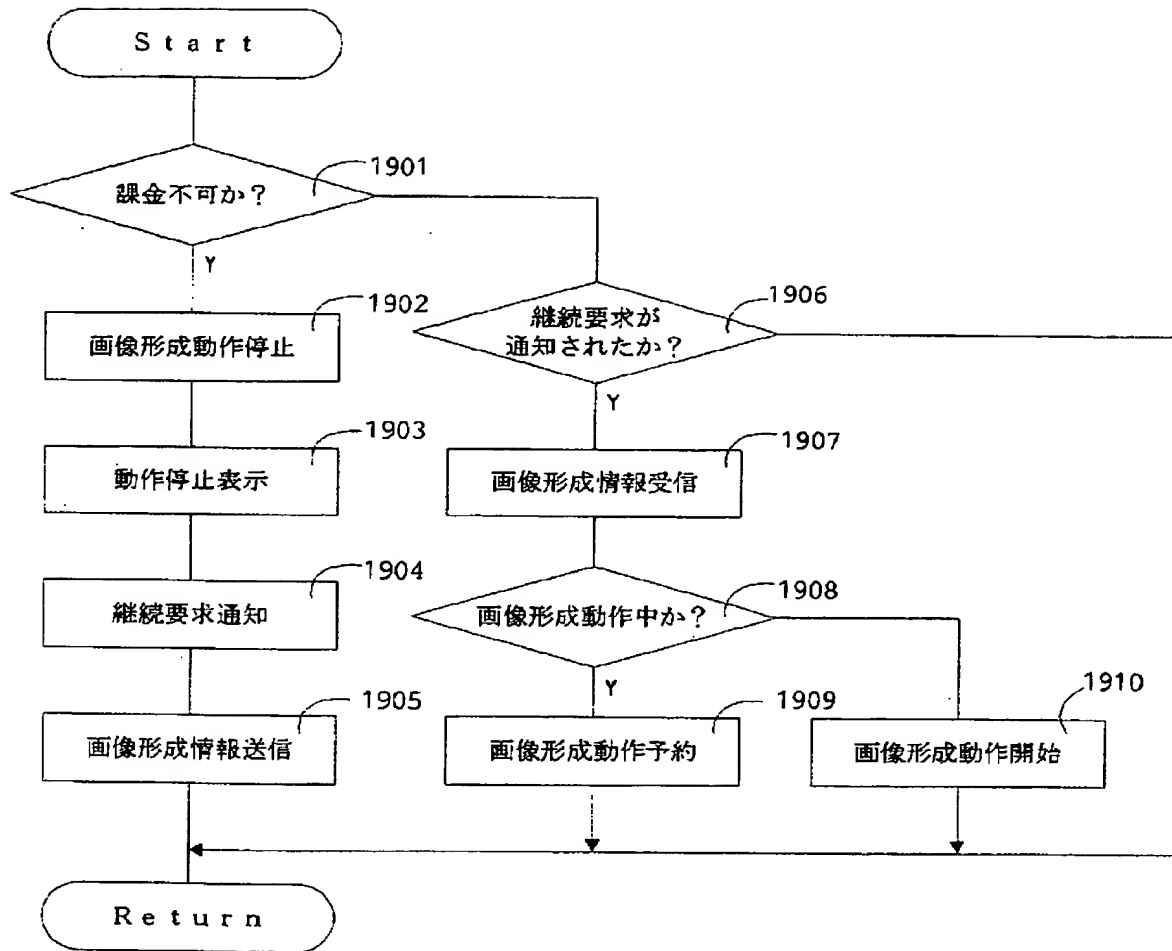 Start
課金不可か？
1901
Y
画像形成動作停止
1902
動作停止表示
1903
継続要求通知
1904
画像形成情報送信
1905
Return
継続要求が
通知されたか？
1906
Y
画像形成情報受信
1907
画像形成動作中か？
1908
Y
画像形成動作予約
1909
画像形成動作開始
1910